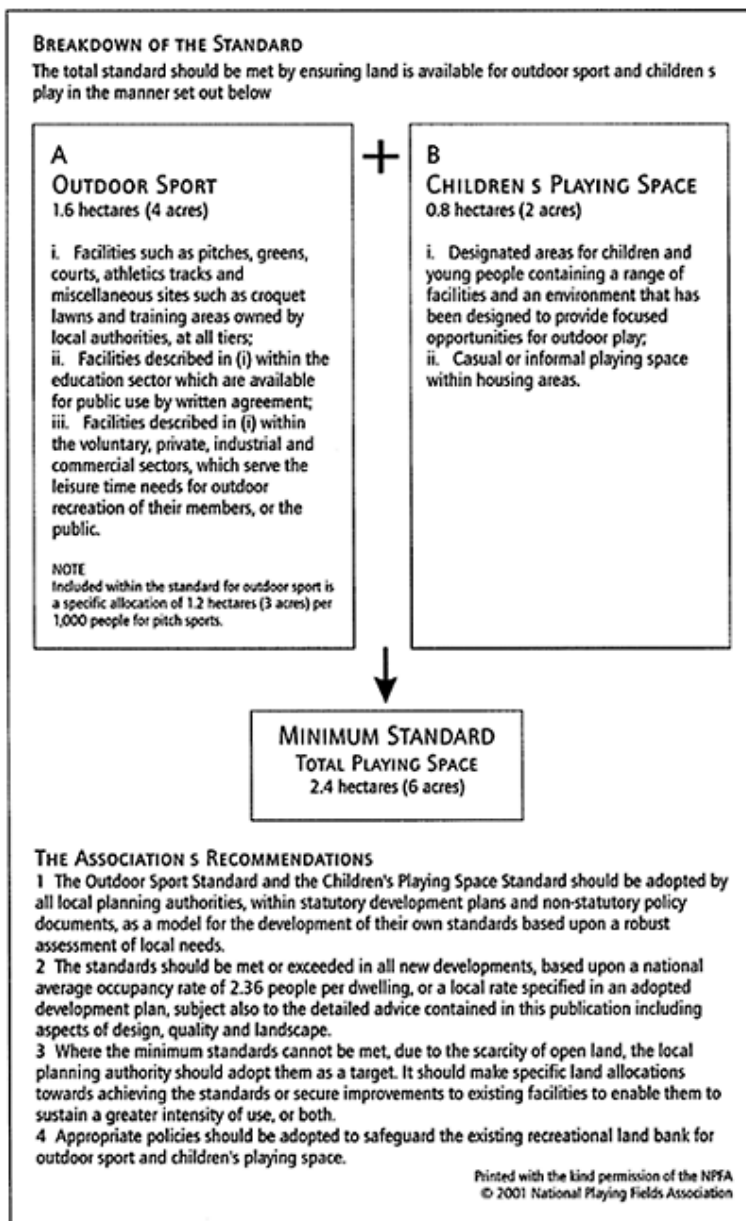 BREAKDOWN OF THE STANDARD
The total standard should be met by ensuring land is available for outdoor sport and children s
play in the manner set out below
A
OUTDOOR SPORT
1.6 hectares (4 acres)
i. Facilities such as pitches, greens,
courts, athletics tracks and
miscellaneous sites such as croquet
lawns and training areas owned by
local authorities, at all tiers;
ii. Facilities described in (i) within the
education sector which are available
for public use by written agreement;
iii. Facilities described in (i) within
the voluntary, private, industrial and
commercial sectors, which serve the
leisure time needs for outdoor
recreation of their members, or the
public.
NOTE
Included within the standard for outdoor sport is
a specific allocation of 1.2 hectares (3 acres) per
1,000 people for pitch sports.
+
B
CHILDREN S PLAYING SPACE
0.8 hectares (2 acres)
i. Designated areas for children and
young people containing a range of
facilities and an environment that has
been designed to provide focused
opportunities for outdoor play;
ii. Casual or informal playing space
within housing areas.
MINIMUM STANDARD
TOTAL PLAYING SPACE
2.4 hectares (6 acres)
THE ASSOCIATION S RECOMMENDATIONS
1 The Outdoor Sport Standard and the Children's Playing Space Standard should be adopted by
all local planning authorities, within statutory development plans and non-statutory policy
documents, as a model for the development of their own standards based upon a robust
assessment of local needs.
2 The standards should be met or exceeded in all new developments, based upon a national
average occupancy rate of 2.36 people per dwelling, or a local rate specified in an adopted
development plan, subject also to the detailed advice contained in this publication including
aspects of design, quality and landscape.
3 Where the minimum standards cannot be met, due to the scarcity of open land, the local
planning authority should adopt them as a target. It should make specific land allocations
towards achieving the standards or secure improvements to existing facilities to enable them to
sustain a greater intensity of use, or both.
4 Appropriate policies should be adopted to safeguard the existing recreational land bank for
outdoor sport and children's playing space.
Printed with the kind permission of the NPFA
© 2001 National Playing Fields Association